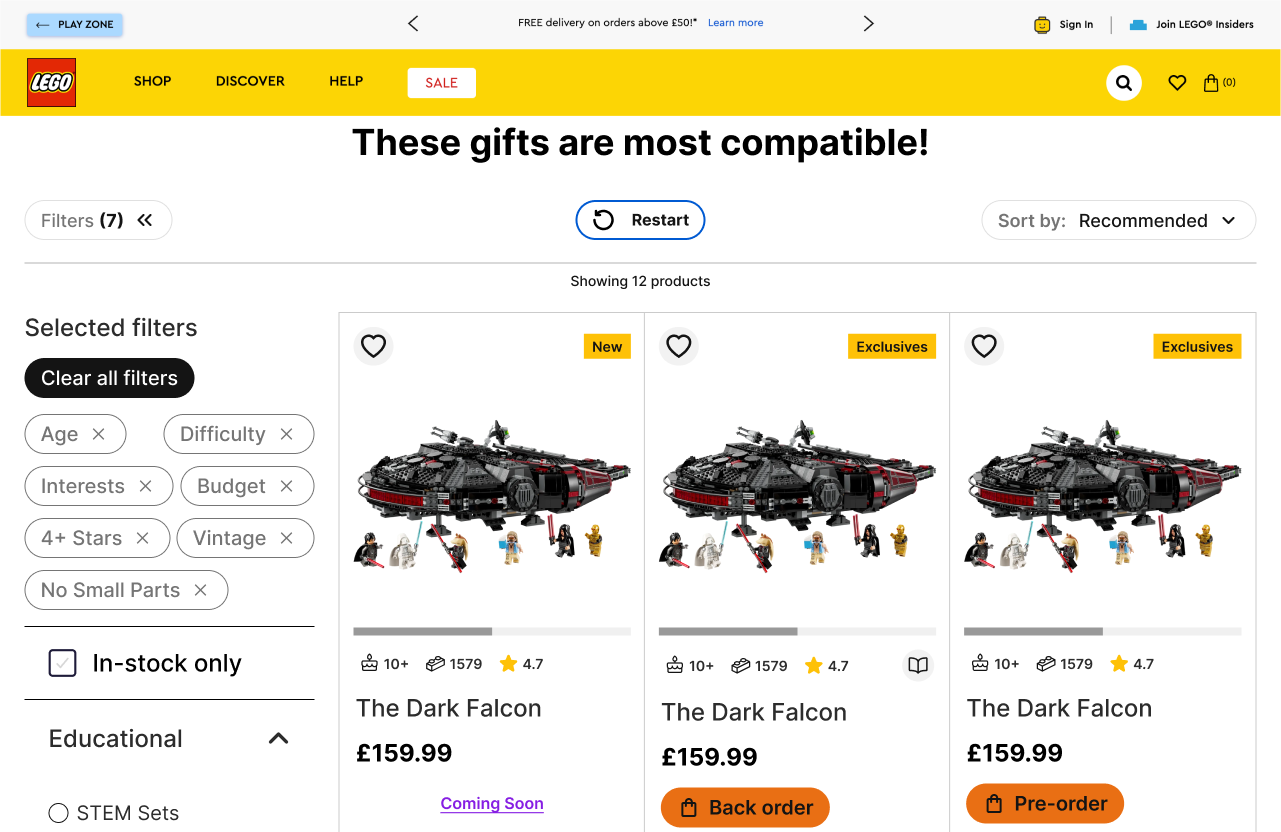 PLAY ZONE
FREE delivery on orders above £50!* Learn more
Sign In
Join LEGO® Insiders
LEGO
SHOP DISCOVER HELP SALE
(0)
These gifts are most compatible!
Filters (7)
Restart
Sort by: Recommended
Showing 12 products
Selected filters
Clear all filters
Age
Difficulty
Interests
Budget
4+ Stars
Vintage
No Small Parts
In-stock only
Educational
STEM Sets
New
10+ 1579 4.7
The Dark Falcon
£159.99
Coming Soon
Exclusives
10+ 1579 4.7
The Dark Falcon
£159.99
Back order
Exclusives
10+ 1579 4.7
The Dark Falcon
£159.99
Pre-order